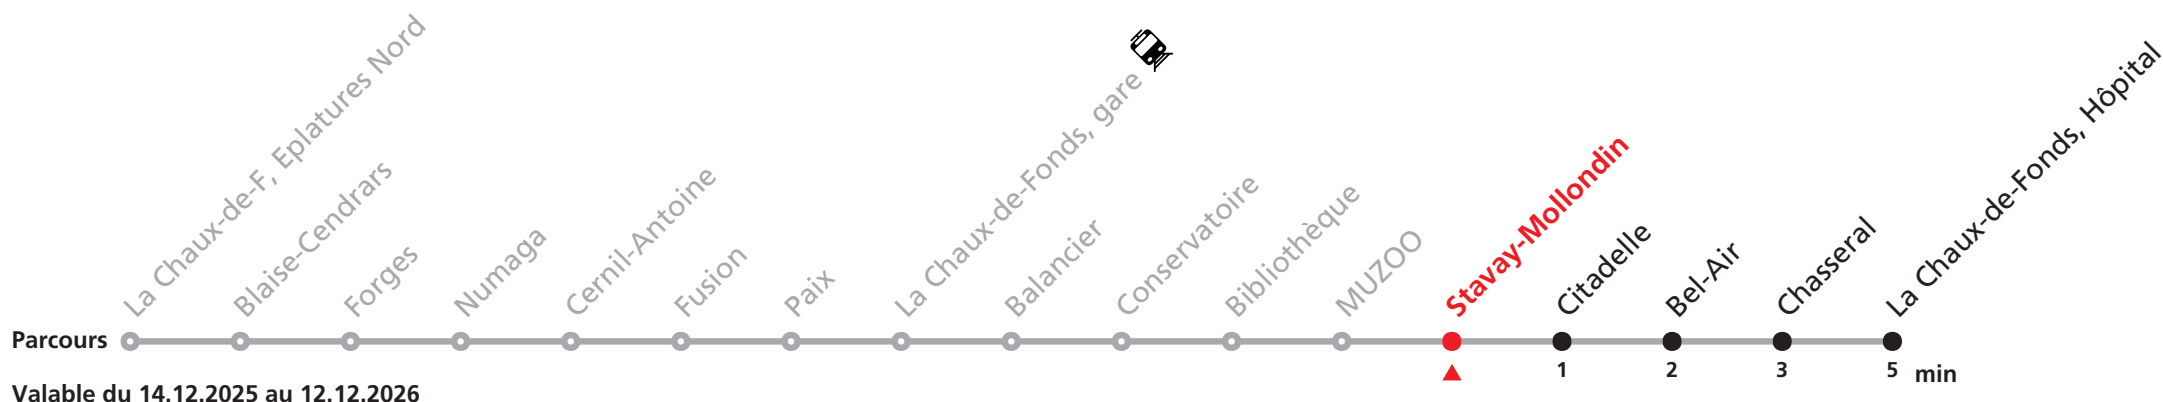 La Chaux-de-F, Eplatures Nord
Blaise-Cendrars
Forges
Numaga
Cernil-Antoine
Fusion
Paix
La Chaux-de-Fonds, gare
Balancier
Conservatoire
Bibliothèque
MUZOO
Stavay-Mollondin
Citadelle
Bel-Air
Chasseral
La Chaux-de-Fonds, Hôpital
Parcours
1 2 3 5 min
Valable du 14.12.2025 au 12.12.2026